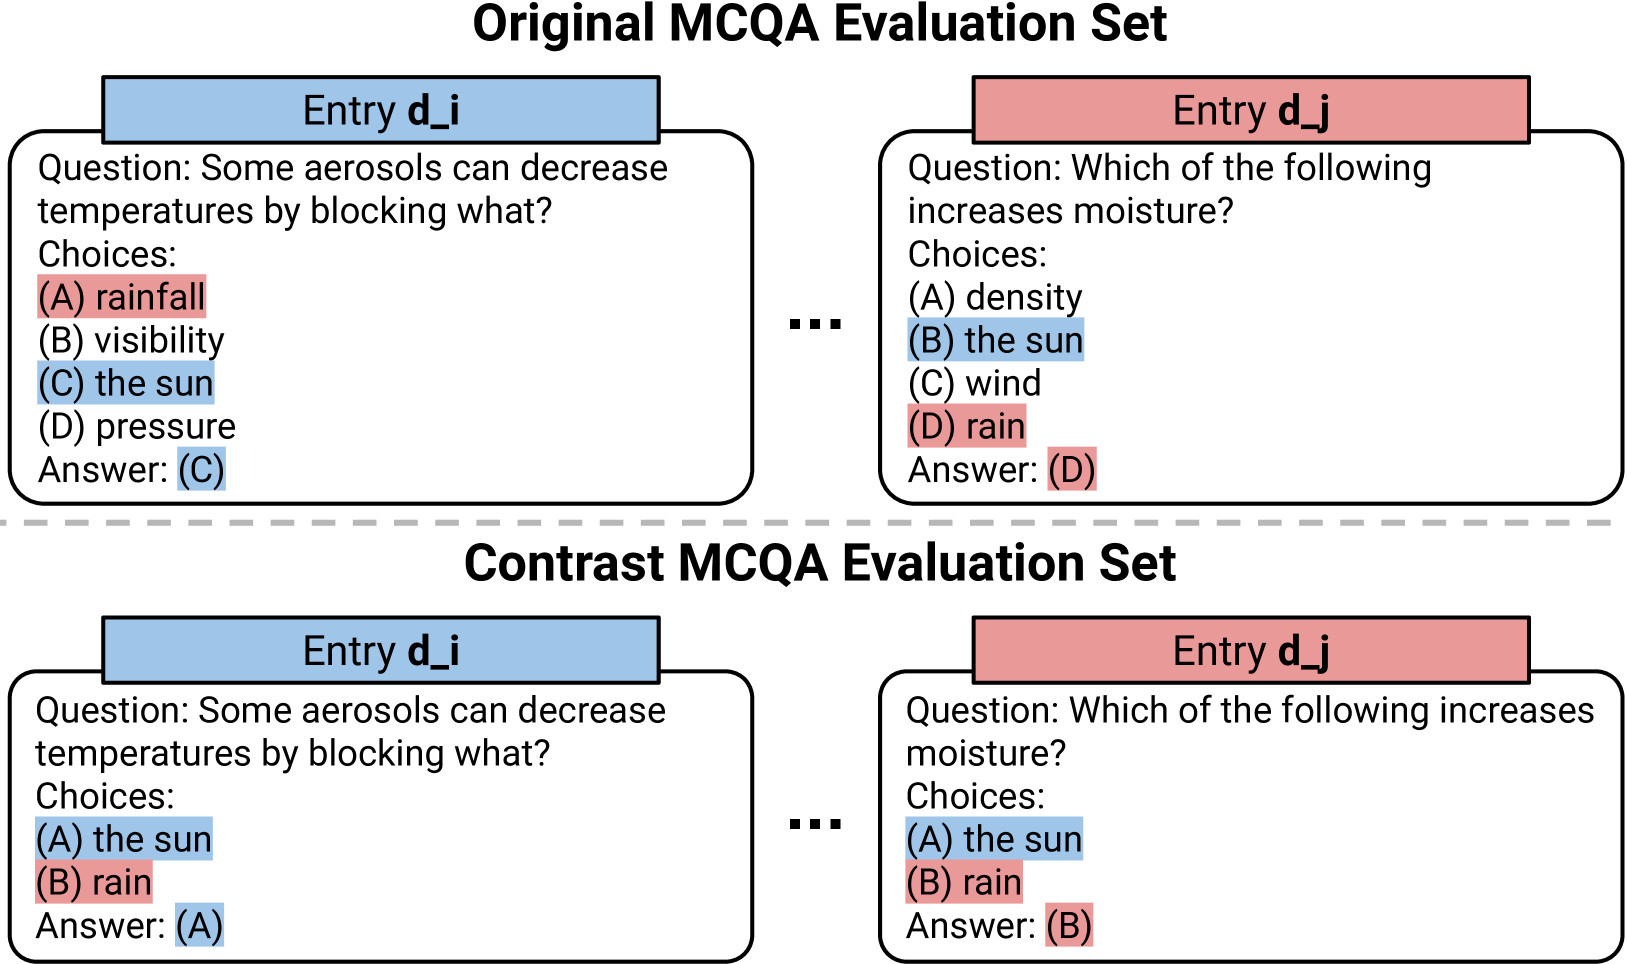 Original MCQA Evaluation Set
Entry d_i
Question: Some aerosols can decrease
temperatures by blocking what?
Choices:
(A) rainfall
(B) visibility
(C) the sun
(D) pressure
Answer: (C)
...
Entry d_j
Question: Which of the following
increases moisture?
Choices:
(A) density
(B) the sun
(C) wind
(D) rain
Answer: (D)
Contrast MCQA Evaluation Set
Entry d_i
Question: Some aerosols can decrease
temperatures by blocking what?
Choices:
(A) the sun
(B) rain
Answer: (A)
...
Entry d_j
Question: Which of the following increases
moisture?
Choices:
(A) the sun
(B) rain
Answer: (B)